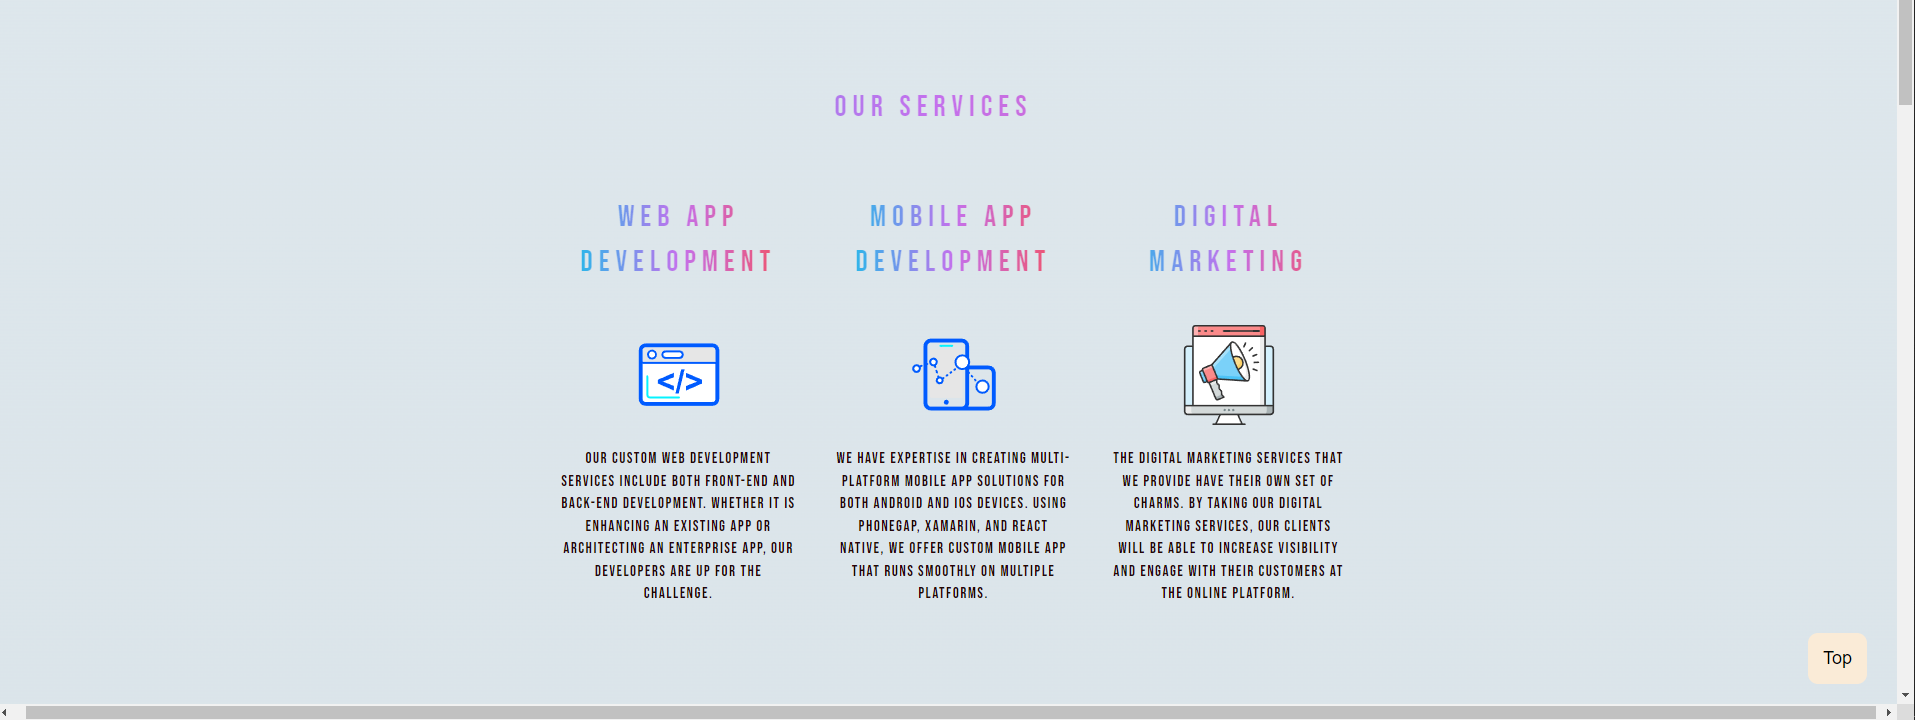 OUR SERVICES
WEB APP
DEVELOPMENT
</>
OUR CUSTOM WEB DEVELOPMENT
SERVICES INCLUDE BOTH FRONT-END AND
BACK-END DEVELOPMENT. WHETHER IT IS
ENHANCING AN EXISTING APP OR
ARCHITECTING AN ENTERPRISE APP, OUR
DEVELOPERS ARE UP FOR THE
CHALLENGE.
MOBILE APP
DEVELOPMENT
WE HAVE EXPERTISE IN CREATING MULTI-
PLATFORM MOBILE APP SOLUTIONS FOR
BOTH ANDROID AND IOS DEVICES. USING
PHONEGAP, XAMARIN, AND REACT
NATIVE, WE OFFER CUSTOM MOBILE APP
THAT RUNS SMOOTHLY ON MULTIPLE
PLATFORMS.
DIGITAL
MARKETING
THE DIGITAL MARKETING SERVICES THAT
WE PROVIDE HAVE THEIR OWN SET OF
CHARMS. BY TAKING OUR DIGITAL
MARKETING SERVICES, OUR CLIENTS
WILL BE ABLE TO INCREASE VISIBILITY
AND ENGAGE WITH THEIR CUSTOMERS AT
THE ONLINE PLATFORM.
Top